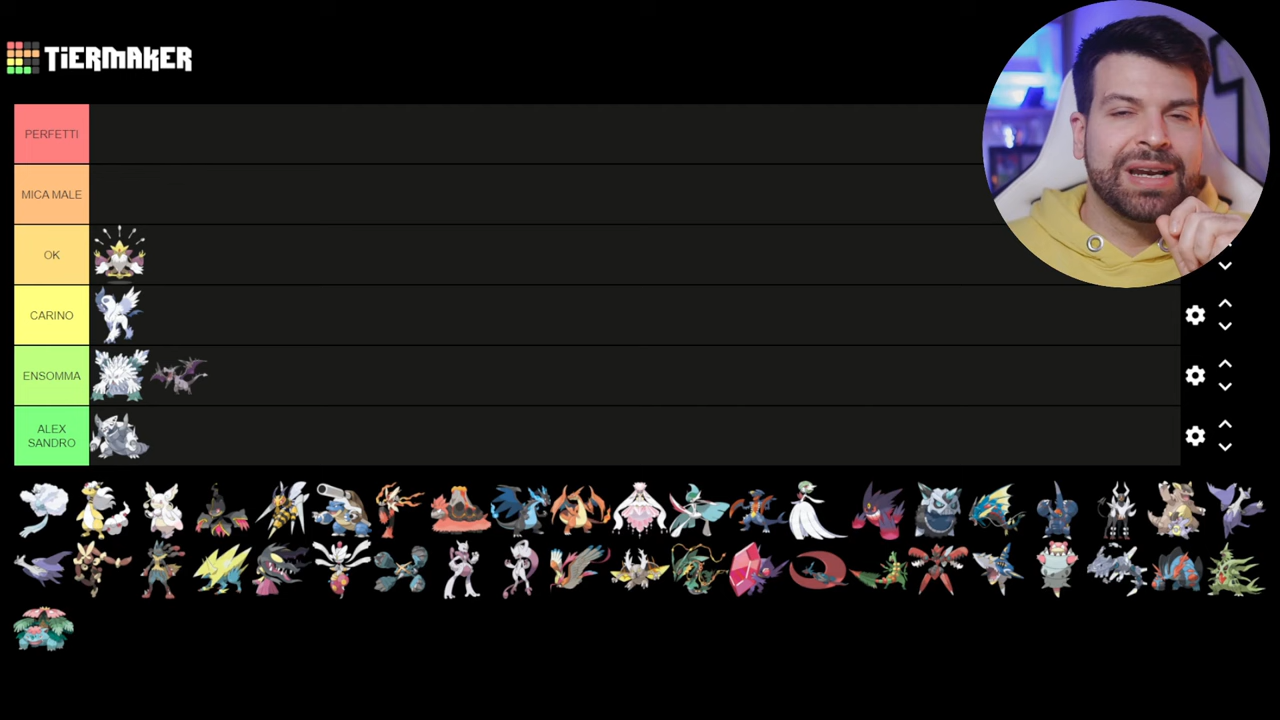 TIERMAKER
PERFETTI
MICA MALE
OK
CARINO
ENSOMMA
ALEX
SANDRO